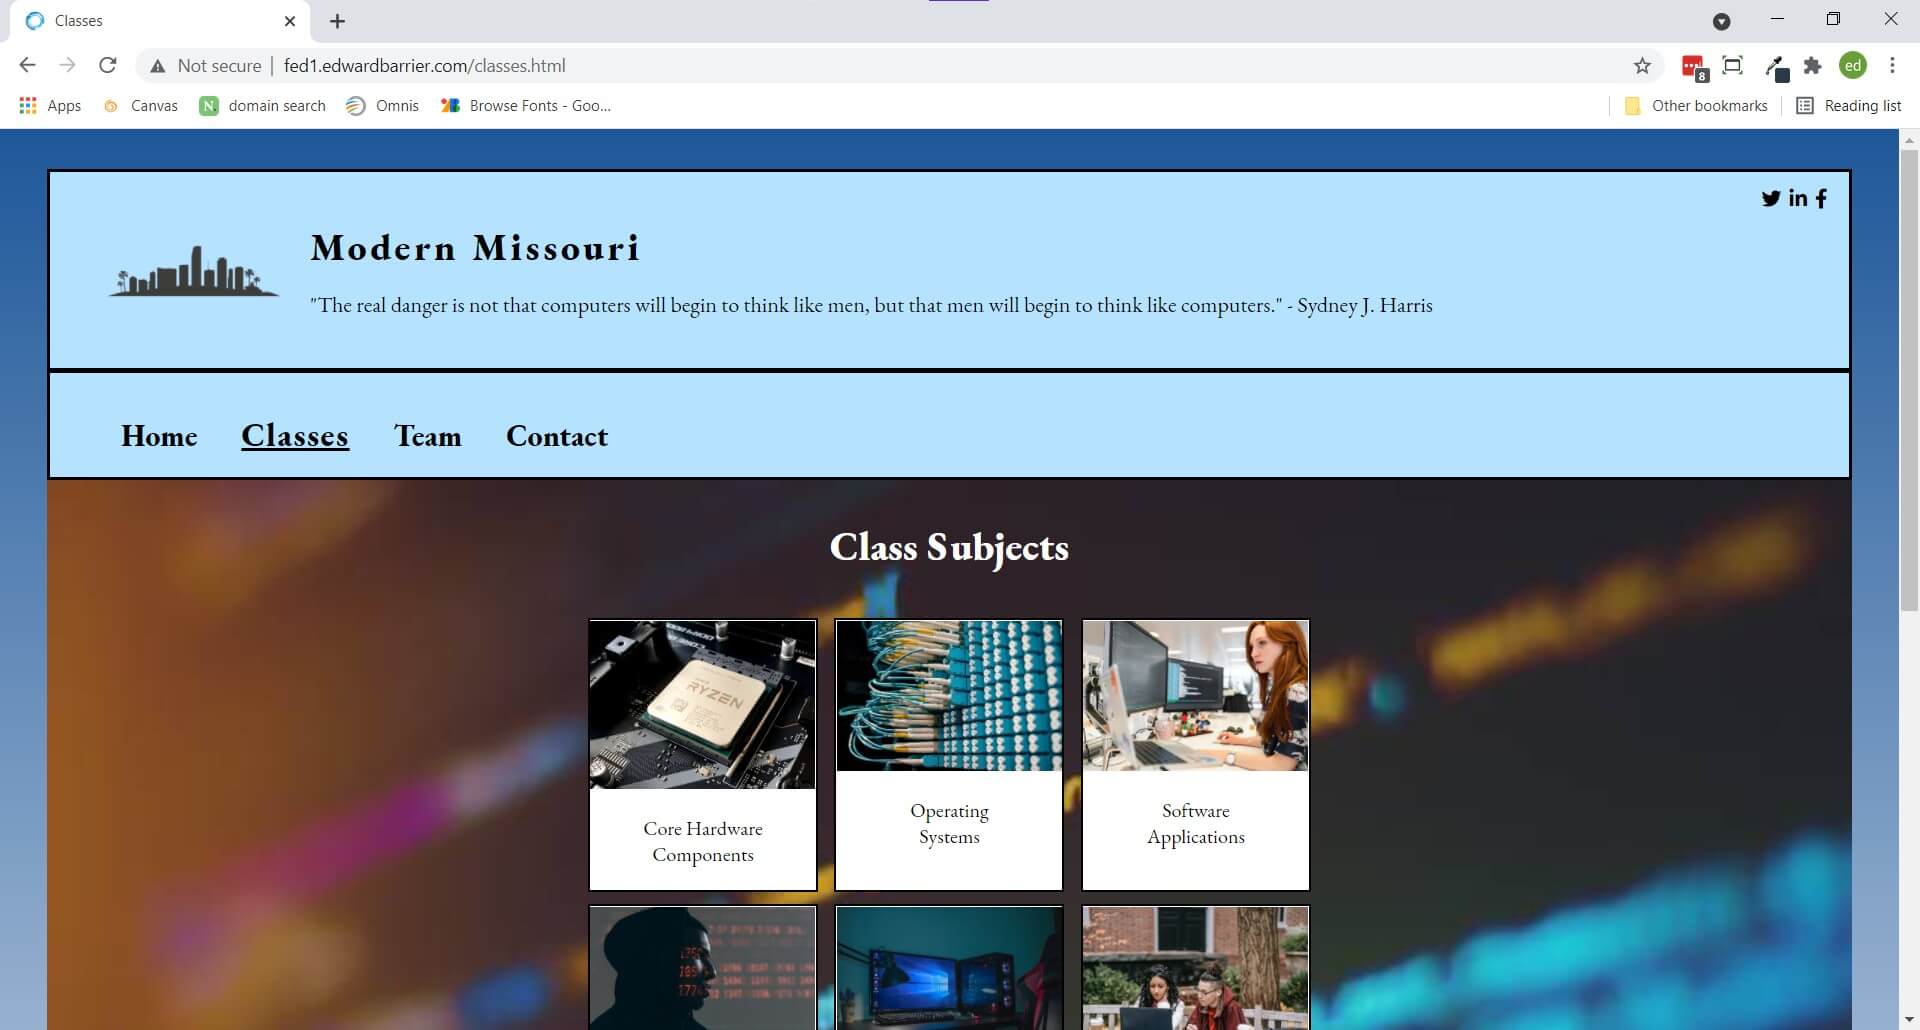 Classes
Not secure
fed1.edwardbarrier.com/classes.html
8
ed
Apps
Canvas
N
domain search
Omnis
Browse Fonts - Goo...
Other bookmarks
Reading list
Modern Missouri
"The real danger is not that computers will begin to think like men, but that men will begin to think like computers." - Sydney J. Harris
Home Classes Team Contact
Class Subjects
RYZEN
Core Hardware
Components
Operating
Systems
Software
Applications